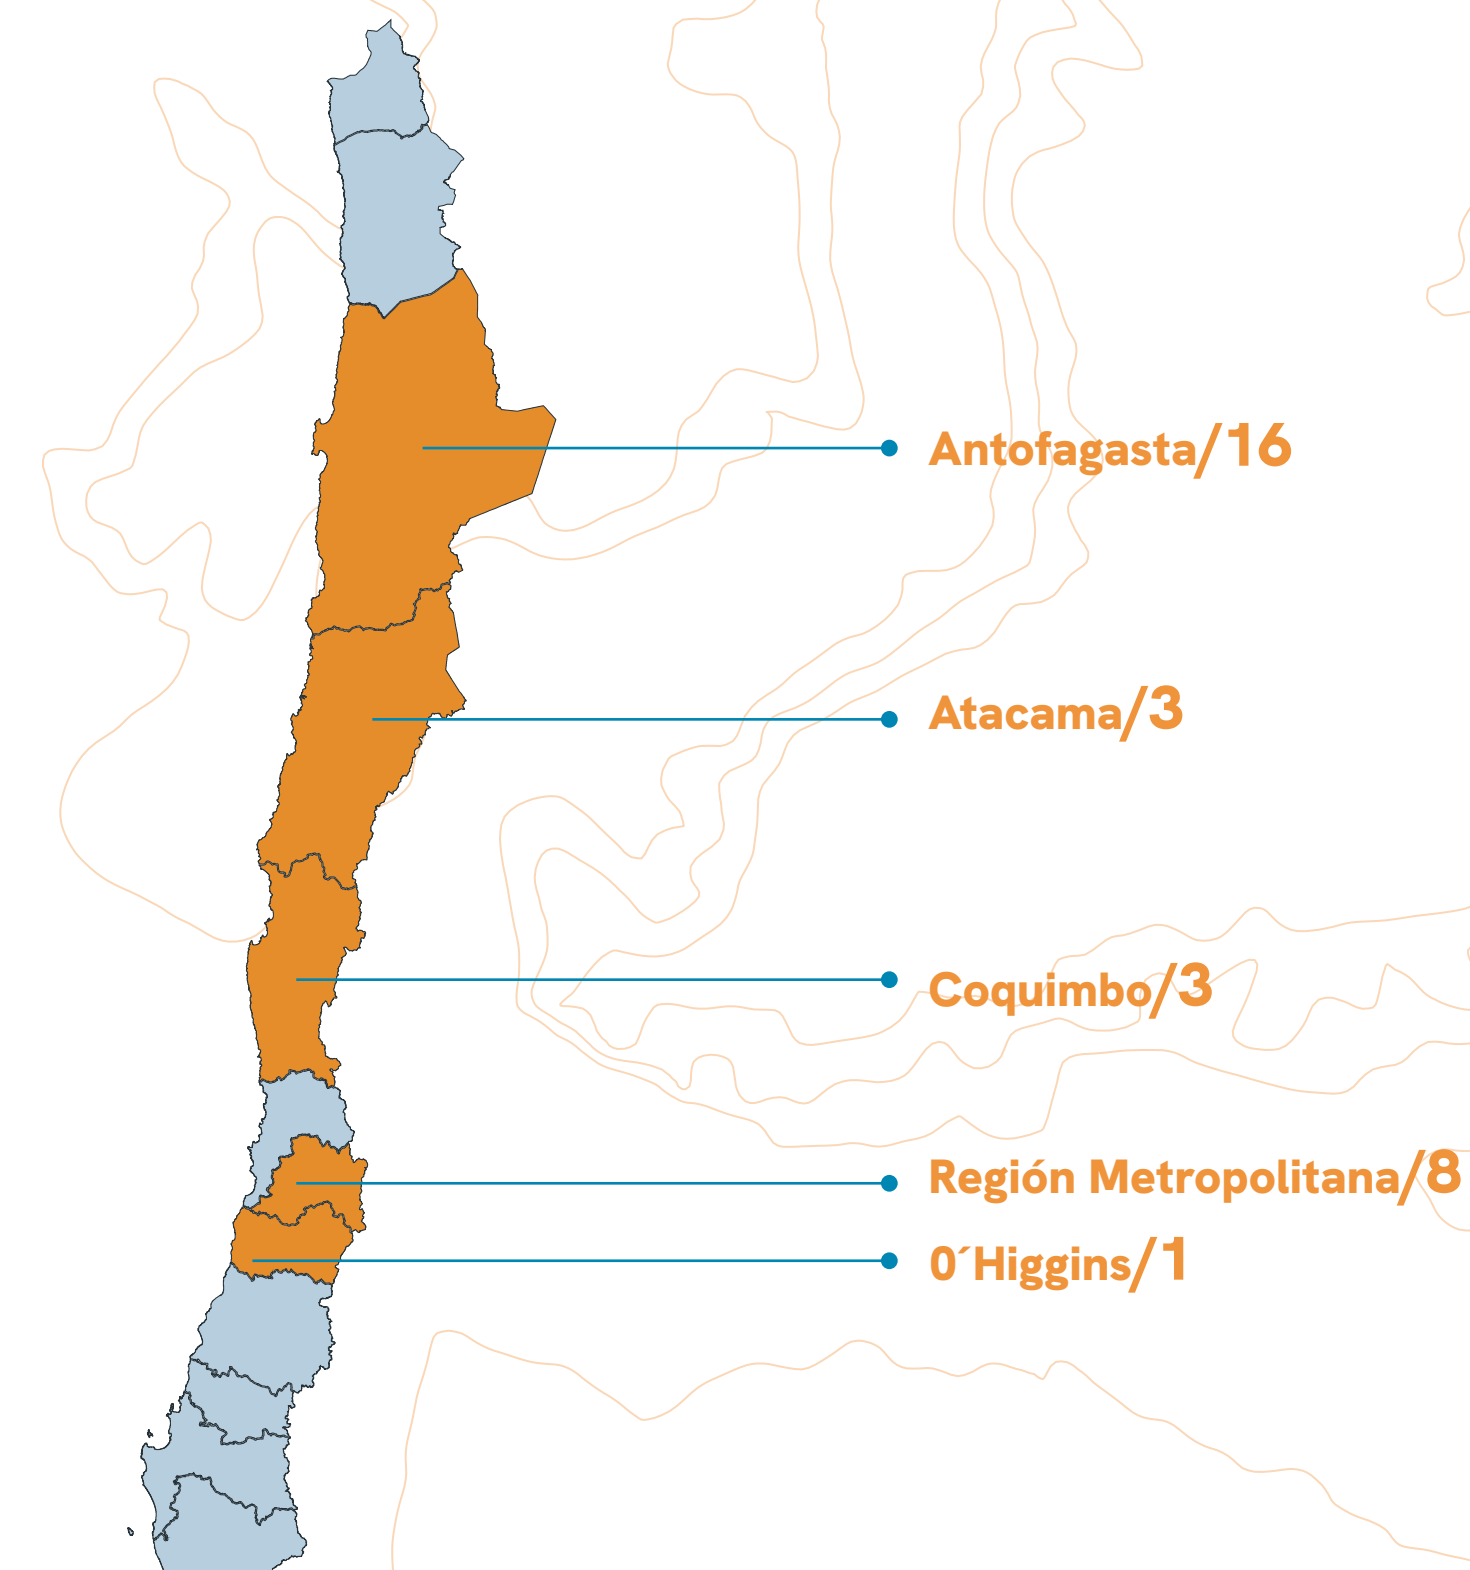 Antofagasta/16
Atacama/3
Coquimbo/3
Región Metropolitana/8
0´Higgins/1